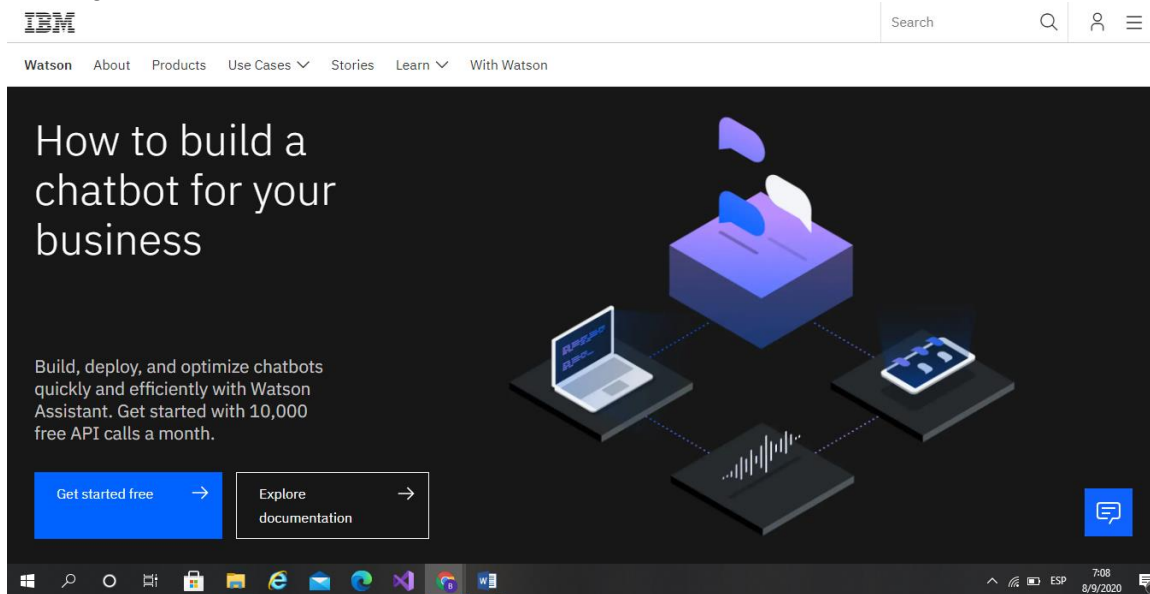 IBM
Search
Watson About Products Use Cases Stories Learn With Watson
How to build a
chatbot for your
business
Build, deploy, and optimize chatbots
quickly and efficiently with Watson
Assistant. Get started with 10,000
free API calls a month.
Get started free →
Explore →
documentation
ESP
7:08
8/9/2020